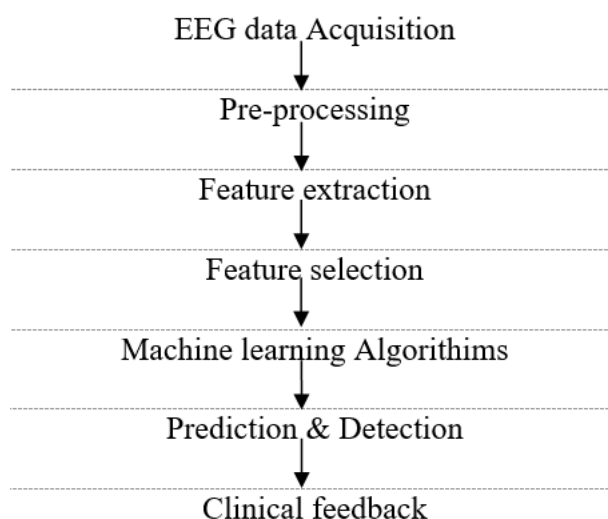 EEG data Acquisition
Pre-processing
Feature extraction
Feature selection
Machine learning Algorithims
Prediction & Detection
Clinical feedback